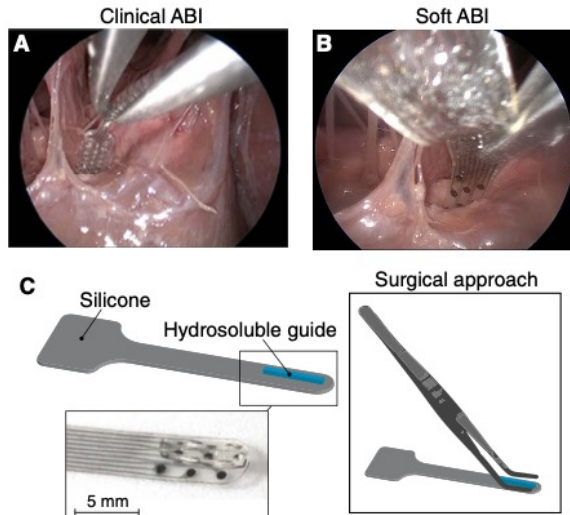 Clinical ABI
Soft ABI
A
B
C
Surgical approach
Silicone
Hydrosoluble guide
5 mm